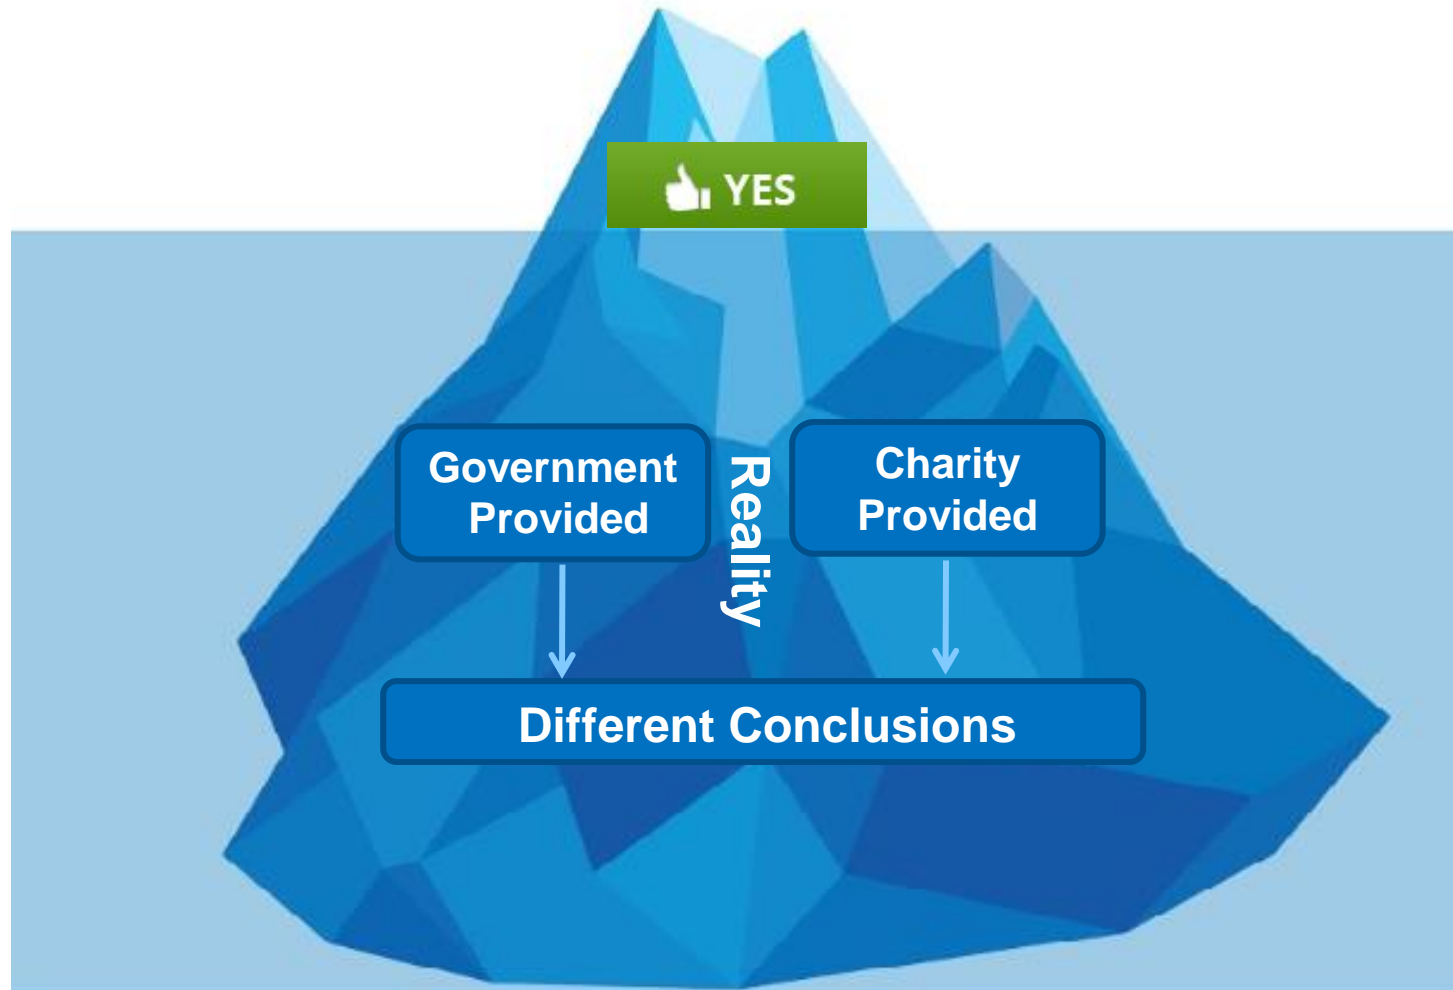 YES
Government
Provided
Charity
Provided
Reality
Different Conclusions